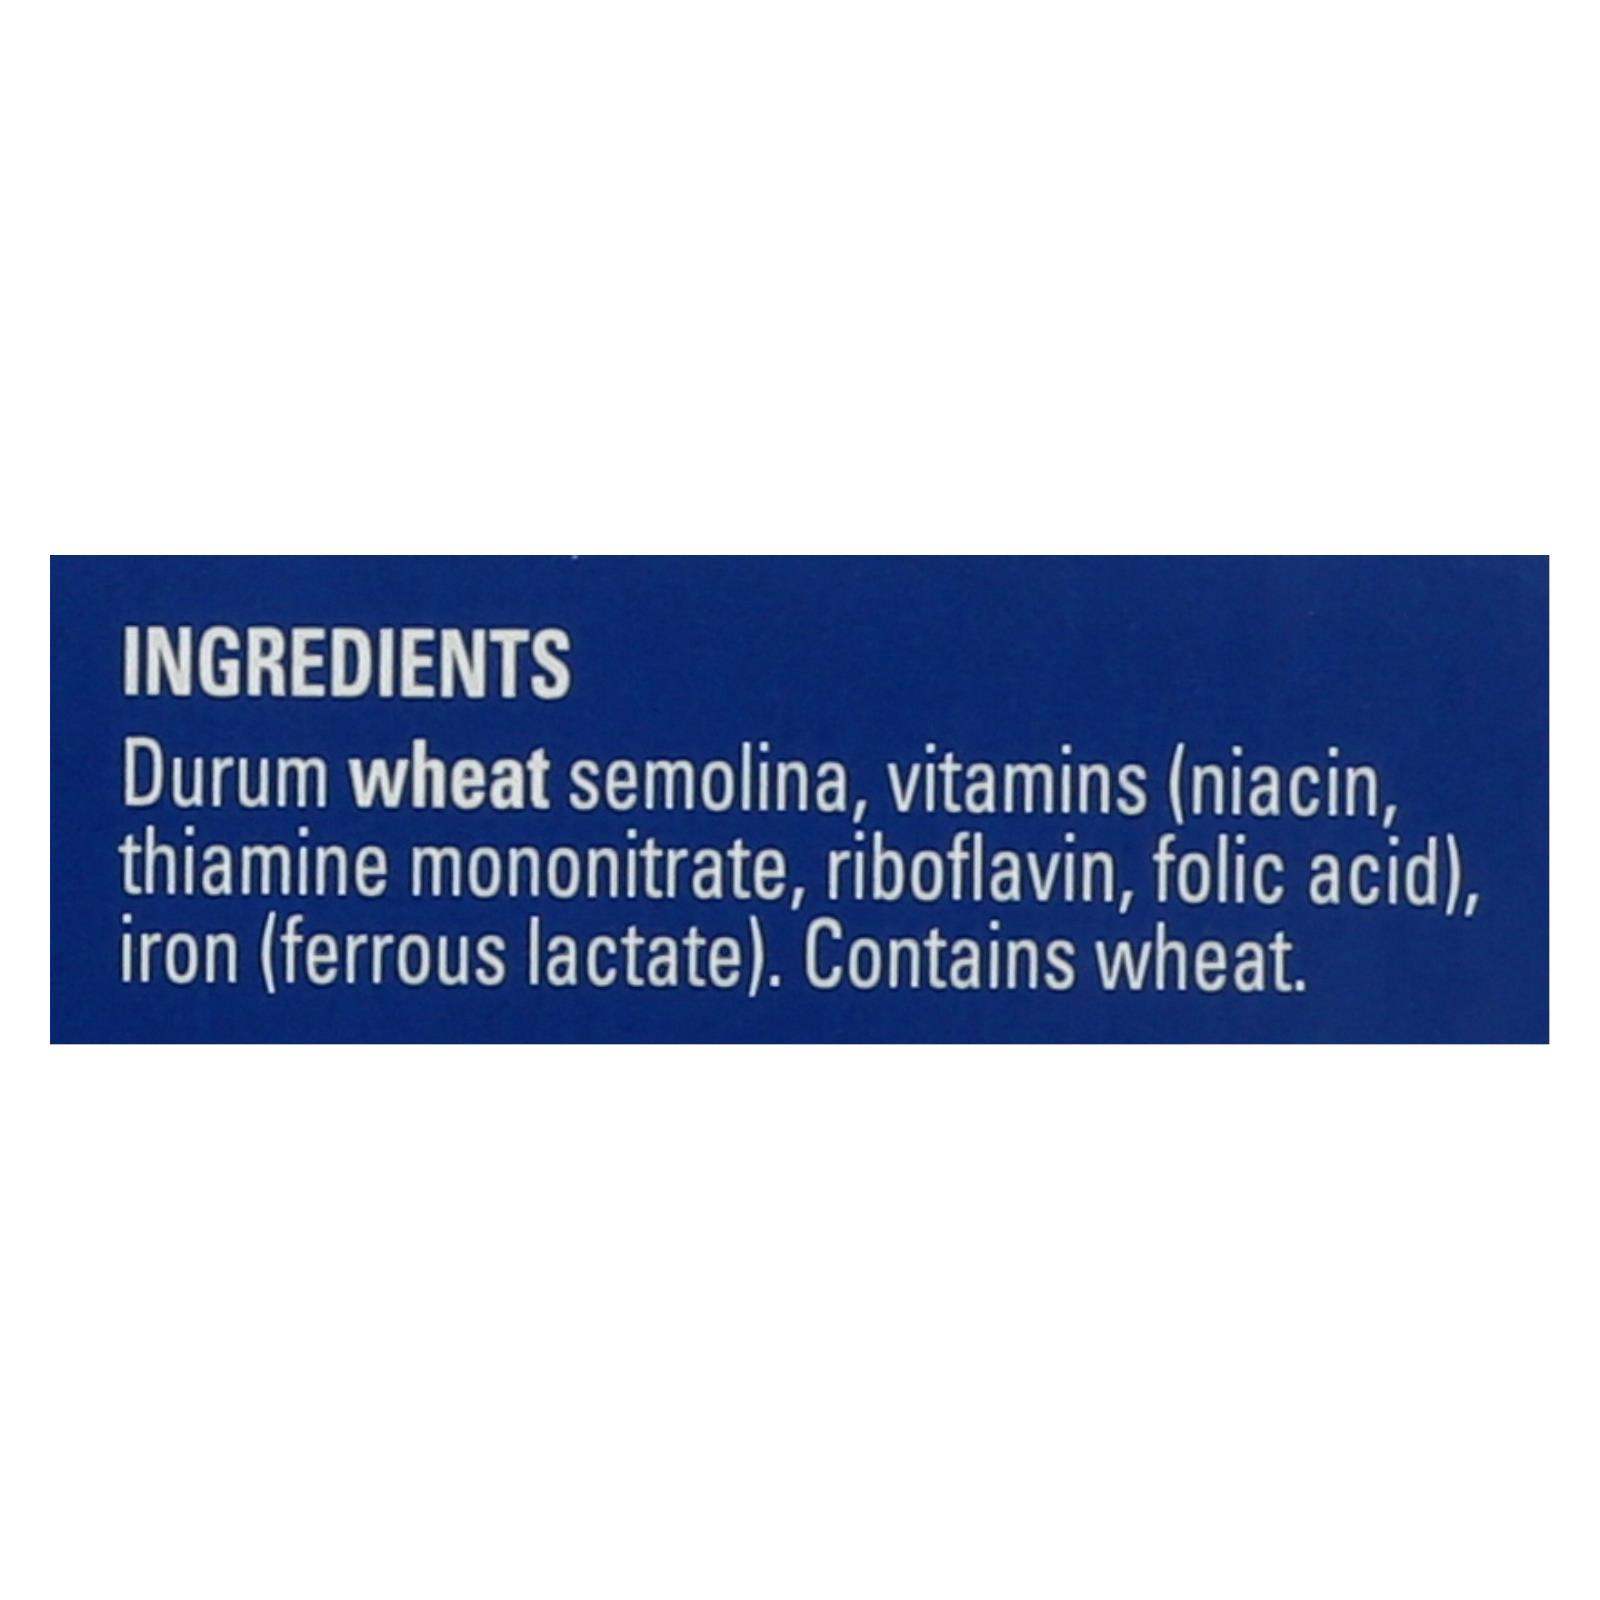 INGREDIENTS
Durum wheat semolina, vitamins (niacin,
thiamine mononitrate, riboflavin, folic acid),
iron (ferrous lactate). Contains wheat.